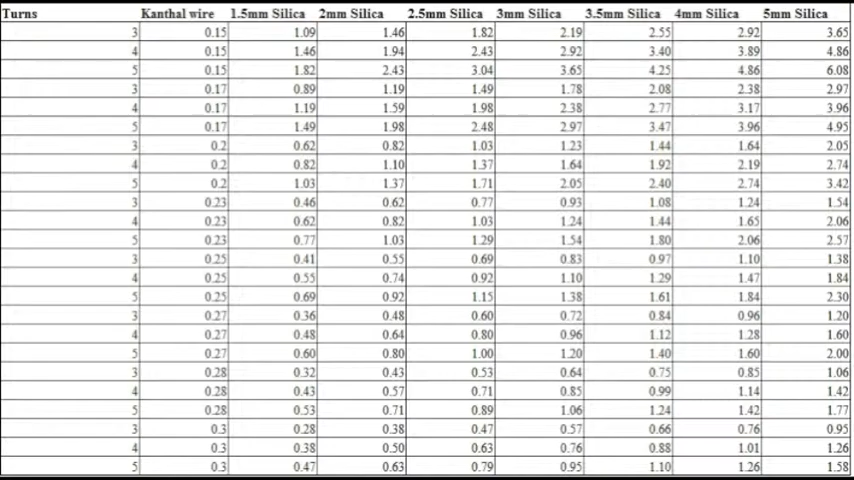 Turns Kanthal wire 1.5mm Silica 2mm Silica 2.5mm Silica 3mm Silica 3.5mm Silica 4mm Silica 5mm Silica
3 0.15 1.09 1.46 1.82 2.19 2.55 2.92 3.65
4 0.15 1.46 1.94 2.43 2.92 3.40 3.89 4.86
5 0.15 1.82 2.43 3.04 3.65 4.25 4.86 6.08
3 0.17 0.89 1.19 1.49 1.78 2.08 2.38 2.97
4 0.17 1.19 1.59 1.98 2.38 2.77 3.17 3.96
5 0.17 1.49 1.98 2.48 2.97 3.47 3.96 4.95
3 0.2 0.62 0.82 1.03 1.23 1.44 1.64 2.05
4 0.2 0.82 1.10 1.37 1.64 1.92 2.19 2.74
5 0.2 1.03 1.37 1.71 2.05 2.40 2.74 3.42
3 0.23 0.46 0.62 0.77 0.93 1.08 1.24 1.54
4 0.23 0.62 0.82 1.03 1.24 1.44 1.65 2.06
5 0.23 0.77 1.03 1.29 1.54 1.80 2.06 2.57
3 0.25 0.41 0.55 0.69 0.83 0.97 1.10 1.38
4 0.25 0.55 0.74 0.92 1.10 1.29 1.47 1.84
5 0.25 0.69 0.92 1.15 1.38 1.61 1.84 2.30
3 0.27 0.36 0.48 0.60 0.72 0.84 0.96 1.20
4 0.27 0.48 0.64 0.80 0.96 1.12 1.28 1.60
5 0.27 0.60 0.80 1.00 1.20 1.40 1.60 2.00
3 0.28 0.32 0.43 0.53 0.64 0.75 0.85 1.06
4 0.28 0.43 0.57 0.71 0.85 0.99 1.14 1.42
5 0.28 0.53 0.71 0.89 1.06 1.24 1.42 1.77
3 0.3 0.28 0.38 0.47 0.57 0.66 0.76 0.95
4 0.3 0.38 0.50 0.63 0.76 0.88 1.01 1.26
5 0.3 0.47 0.63 0.79 0.95 1.10 1.26 1.58